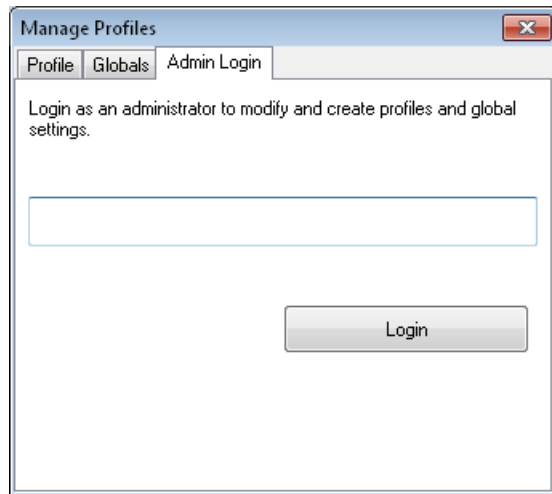 Manage Profiles
Profile Globals Admin Login
Login as an administrator to modify and create profiles and global
settings.
Login